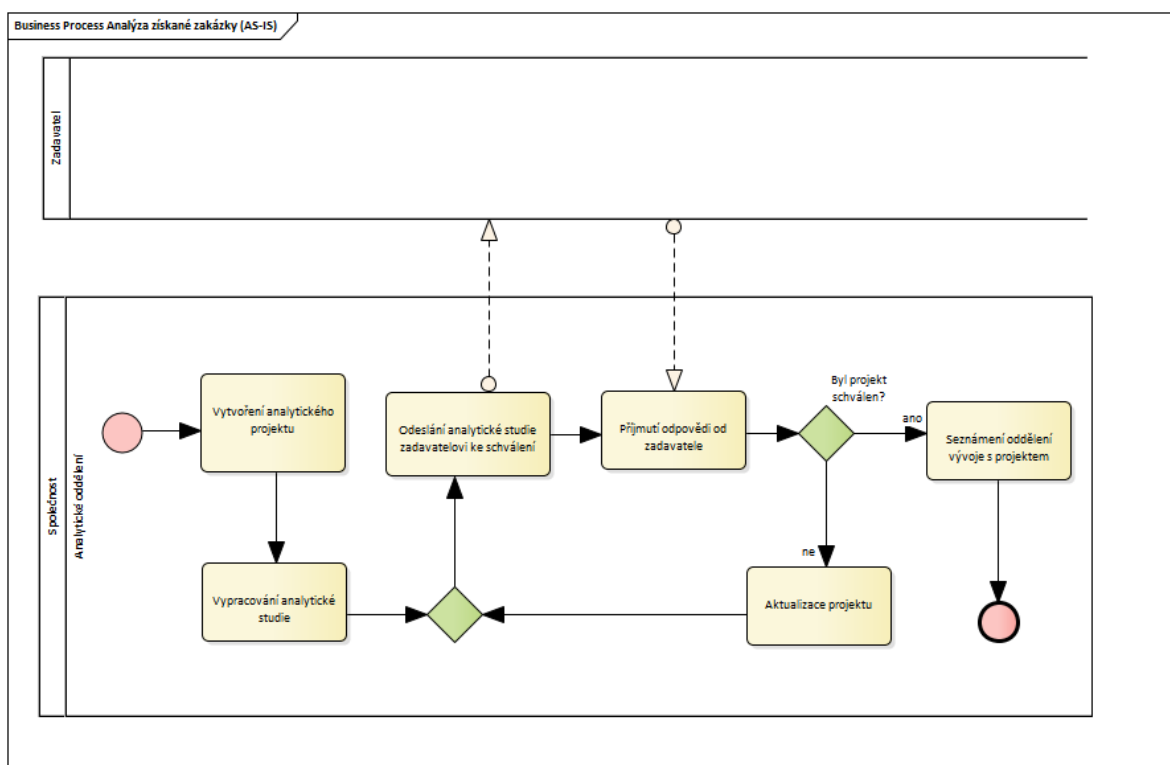 Business Process Analýza získané zakázky (AS-IS)
Zadavatel
Společnost
Analytické oddělení
Vytvoření analytického
projektu
Odeslání analytické studie
zadavatelovi ke schválení
Příjmutí odpovědi od
zadavatele
Byl projekt
schválen?
ano
Seznámení oddělení
vývoje s projektem
ne
Vypracování analytické
studie
Aktualizace projektu